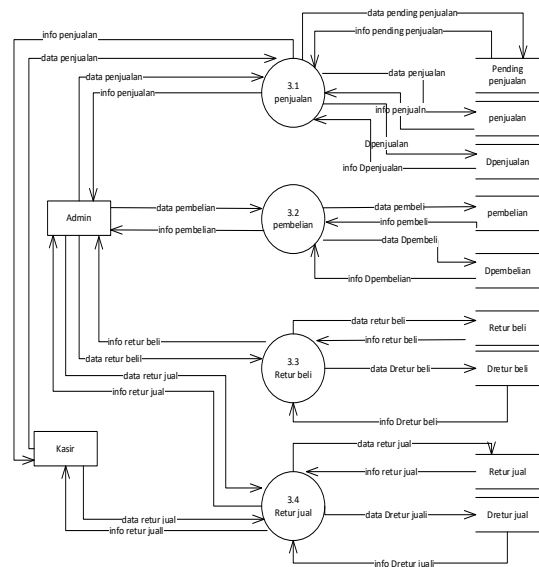 data pending penjualan
info pending penjualan
info penjualan
data penjualan
data penjualan
info penjualan
3.1
penjualan
data penjualan
infopenjualn
Dpenjualan
info Dpenjualan
Pending
penjualan
penjualan
Dpenjualan
Admin
data pembelian
info pembelian
3.2
pembelian
data pembeli
info pembeli
data Dpembeli
info Dpembelian
pembelian
Dpembelian
info retur beli
data retur belil
data retur jual
info retur jual
3.3
Retur beli
data retur beli
info retur beli
data Dretur beli
info Dretur beli
Retur beli
Dretur beli
Kasir
data retur jual
info retur juall
3.4
Retur jual
data retur jual
info retur jual
data Dretur juali
info Dretur juali
Retur jual
Dretur jual